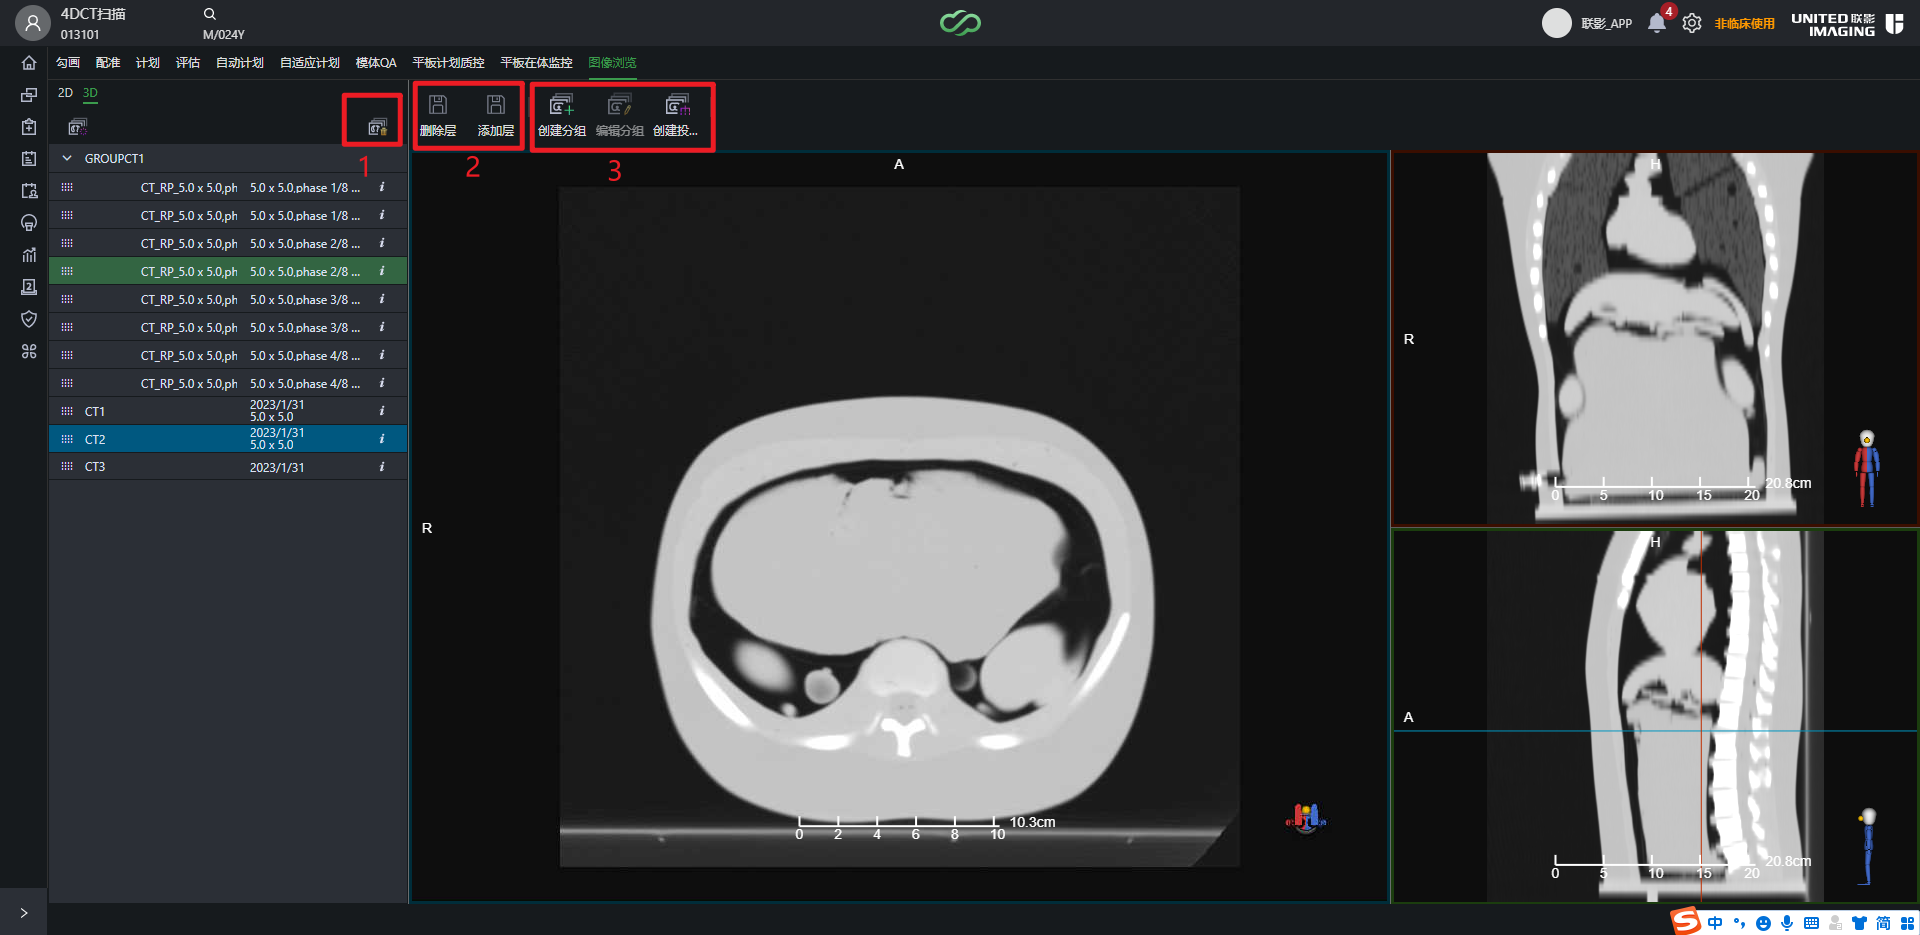 4DCT扫描
013101
M/024Y
联影_APP
4
非临床使用
UNITED 联影
IMAGING
勾画 配准 计划 评估 自动计划 自适应计划 模体QA 平板计划质控 平板在体监控 图像浏览
2D 3D
删除层 添加层 创建分组 编辑分组 创建投...
1
2
3
GROUPCT1
CT_RP_5.0 x 5.0,ph 5.0 x 5.0,phase 1/8 ... i
CT_RP_5.0 x 5.0,ph 5.0 x 5.0,phase 1/8 ... i
CT_RP_5.0 x 5.0,ph 5.0 x 5.0,phase 2/8 ... i
CT_RP_5.0 x 5.0,ph 5.0 x 5.0,phase 2/8 ... i
CT_RP_5.0 x 5.0,ph 5.0 x 5.0,phase 3/8 ... i
CT_RP_5.0 x 5.0,ph 5.0 x 5.0,phase 3/8 ... i
CT_RP_5.0 x 5.0,ph 5.0 x 5.0,phase 4/8 ... i
CT_RP_5.0 x 5.0,ph 5.0 x 5.0,phase 4/8 ... i
CT1 2023/1/31 5.0 x 5.0 i
CT2 2023/1/31 5.0 x 5.0 i
CT3 2023/1/31 i
A
R
10.3cm
0 2 4 6 8 10
H
R
20.8cm
0 5 10 15 20
H
A
20.8cm
0 5 10 15 20
S 中 简